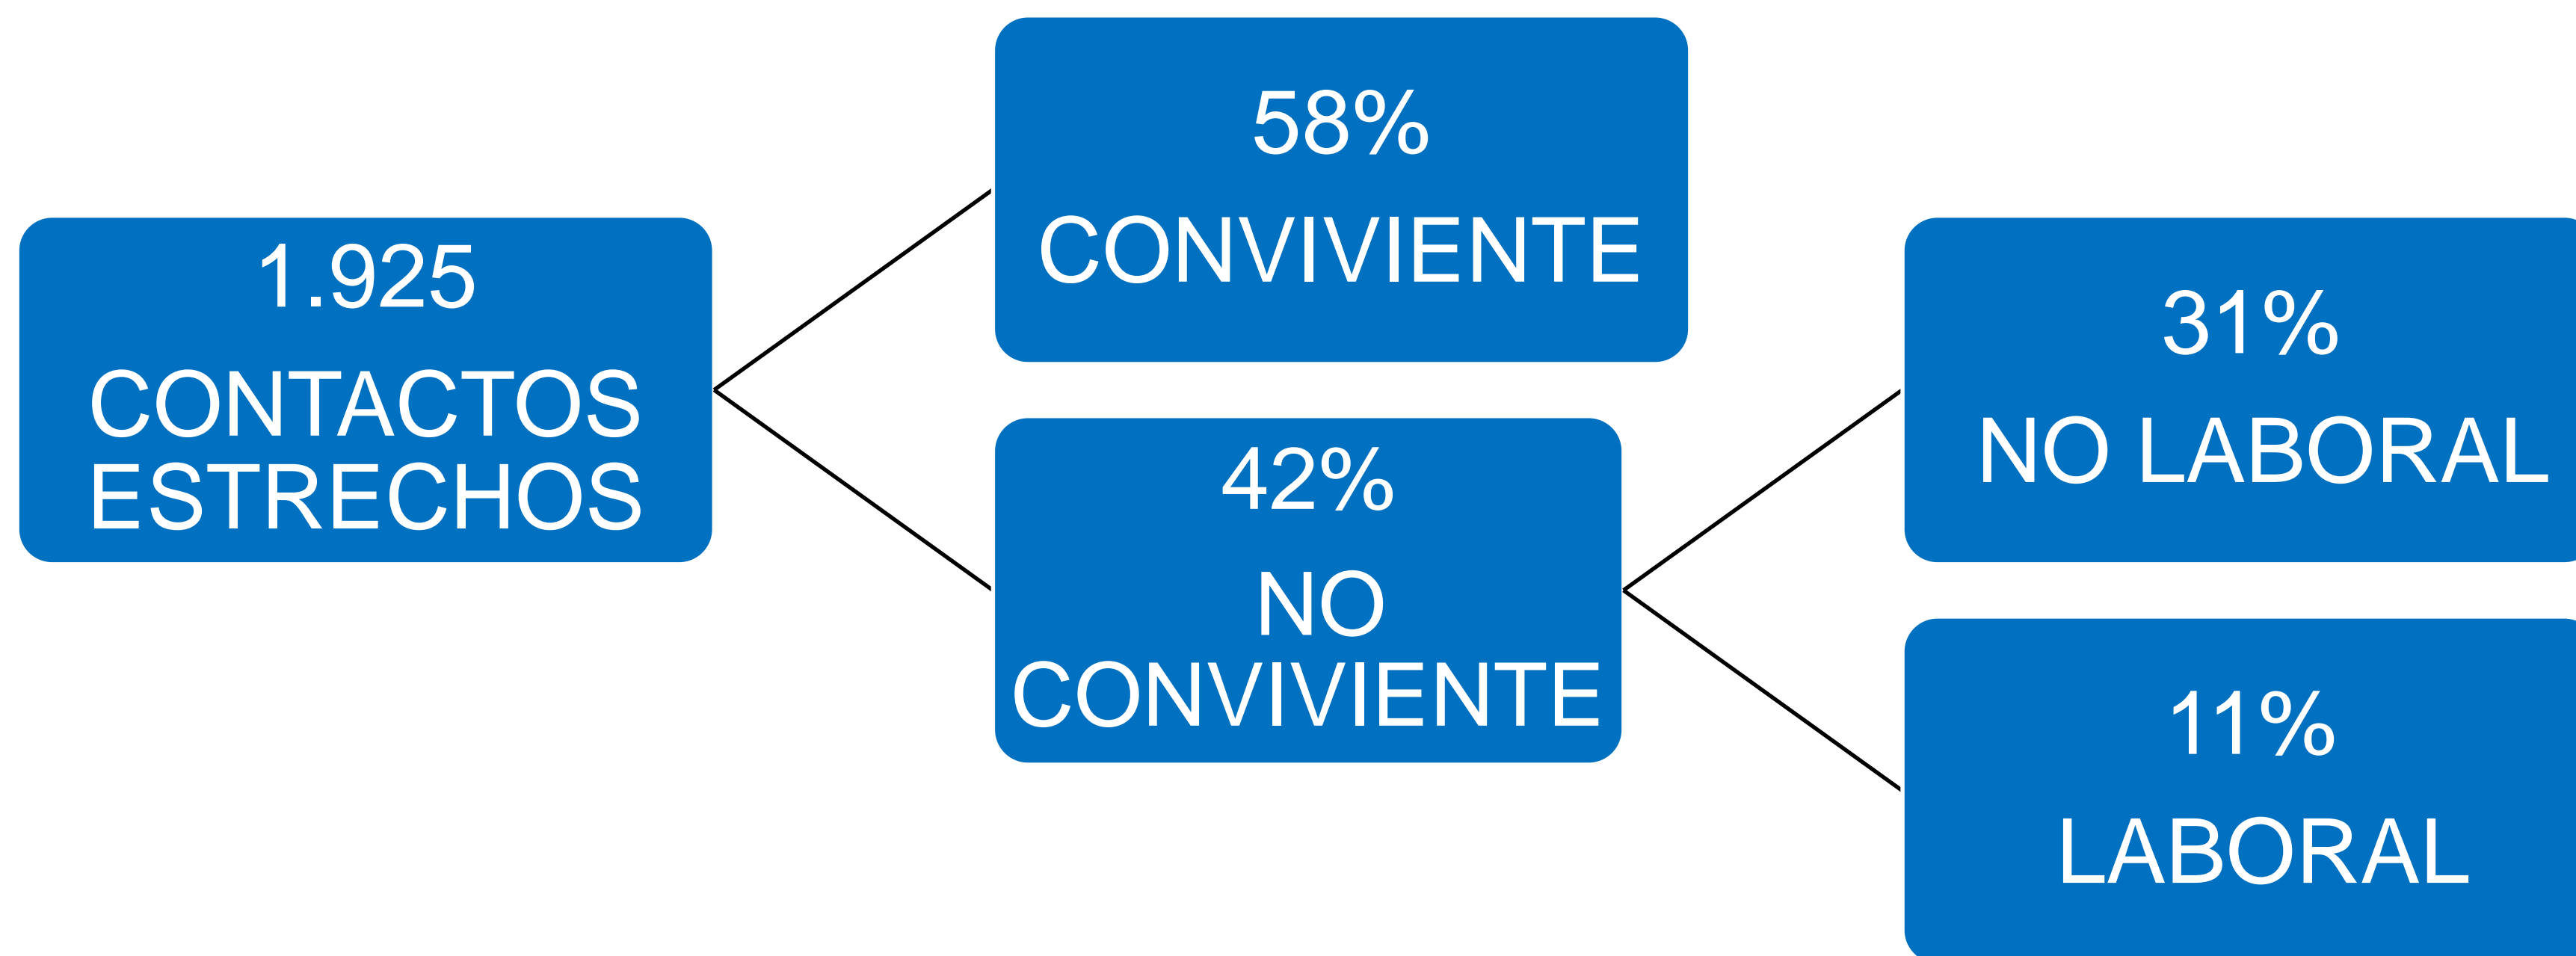 1.925
CONTACTOS
ESTRECHOS
58%
CONVIVIENTE
42%
NO
CONVIVIENTE
31%
NO LABORAL
11%
LABORAL